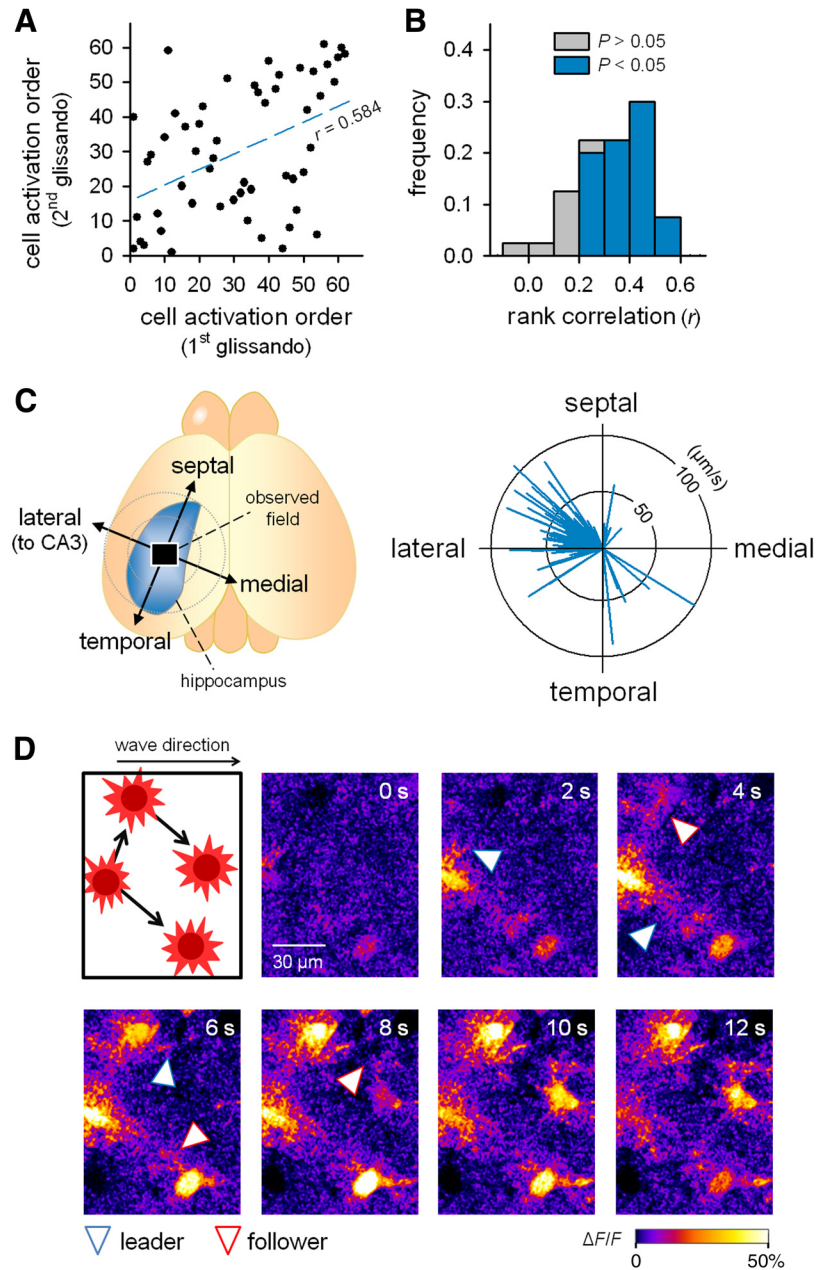 A
cell activation order
(2nd glissando)
60
50
40
30
20
10
0
r = 0.584
0 10 20 30 40 50 60
cell activation order
(1st glissando)
B
frequency
0.4
0.3
0.2
0.1
0.0
P > 0.05
P < 0.05
0.0 0.2 0.4 0.6
rank correlation (r)
C
septal
lateral
(to CA3)
observed
field
medial
temporal
hippocampus
septal
(μm/s)
100
50
lateral
medial
temporal
D
wave direction
0 s
2 s
4 s
30 μm
6 s
8 s
10 s
12 s
leader
follower
ΔF/F
0 50%